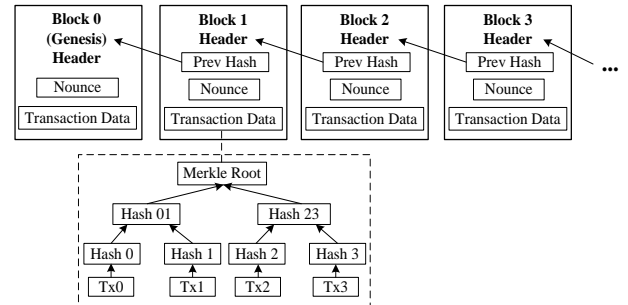 Block 0
(Genesis)
Header
Nounce
Transaction Data
Block 1
Header
Prev Hash
Nounce
Transaction Data
Block 2
Header
Prev Hash
Nounce
Transaction Data
Block 3
Header
Prev Hash
Nounce
Transaction Data
...
Merkle Root
Hash 01
Hash 23
Hash 0
Hash 1
Hash 2
Hash 3
Tx0
Tx1
Tx2
Tx3